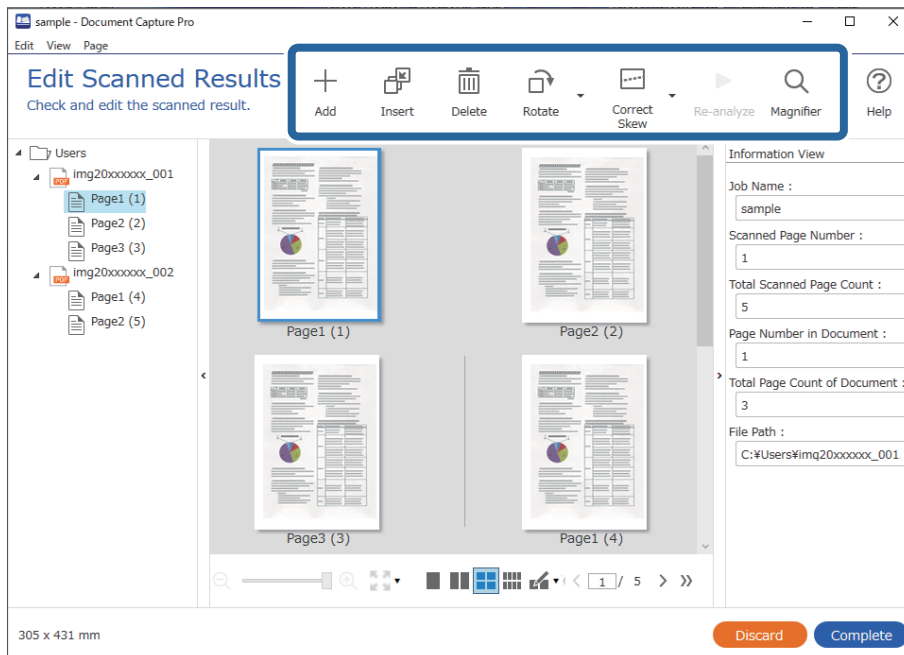 sample - Document Capture Pro
Edit View Page
Edit Scanned Results
Check and edit the scanned result.
Add Insert Delete Rotate Correct Skew Re-analyze Magnifier Help
Users
img20xxxxxx_001
PDF
Page1 (1)
Page2 (2)
Page3 (3)
img20xxxxxx_002
PDF
Page1 (4)
Page2 (5)
Page1 (1)
Page2 (2)
Page3 (3)
Page1 (4)
1 / 5
Information View
Job Name :
sample
Scanned Page Number :
1
Total Scanned Page Count :
5
Page Number in Document :
1
Total Page Count of Document :
3
File Path :
C:¥Users¥img20xxxxxx_001.
305 x 431 mm
Discard Complete